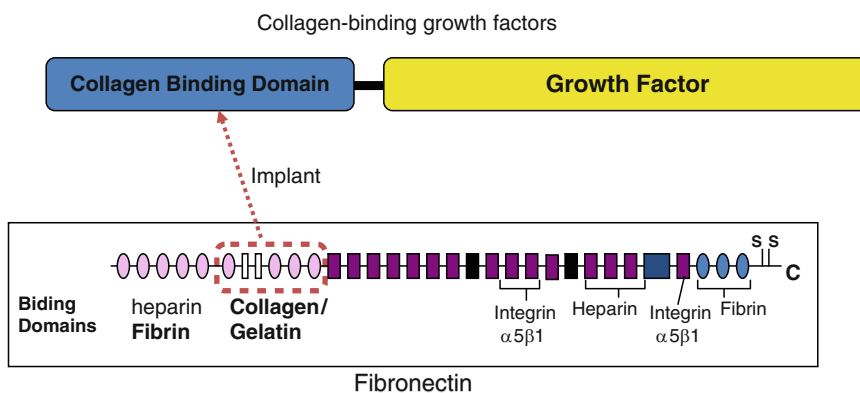 Collagen-binding growth factors
Collagen Binding Domain
Growth Factor
Implant
S S
C
Biding
Domains
heparin
Fibrin
Collagen/
Gelatin
Integrin
α5β1
Heparin
Integrin
α5β1
Fibrin
Fibronectin